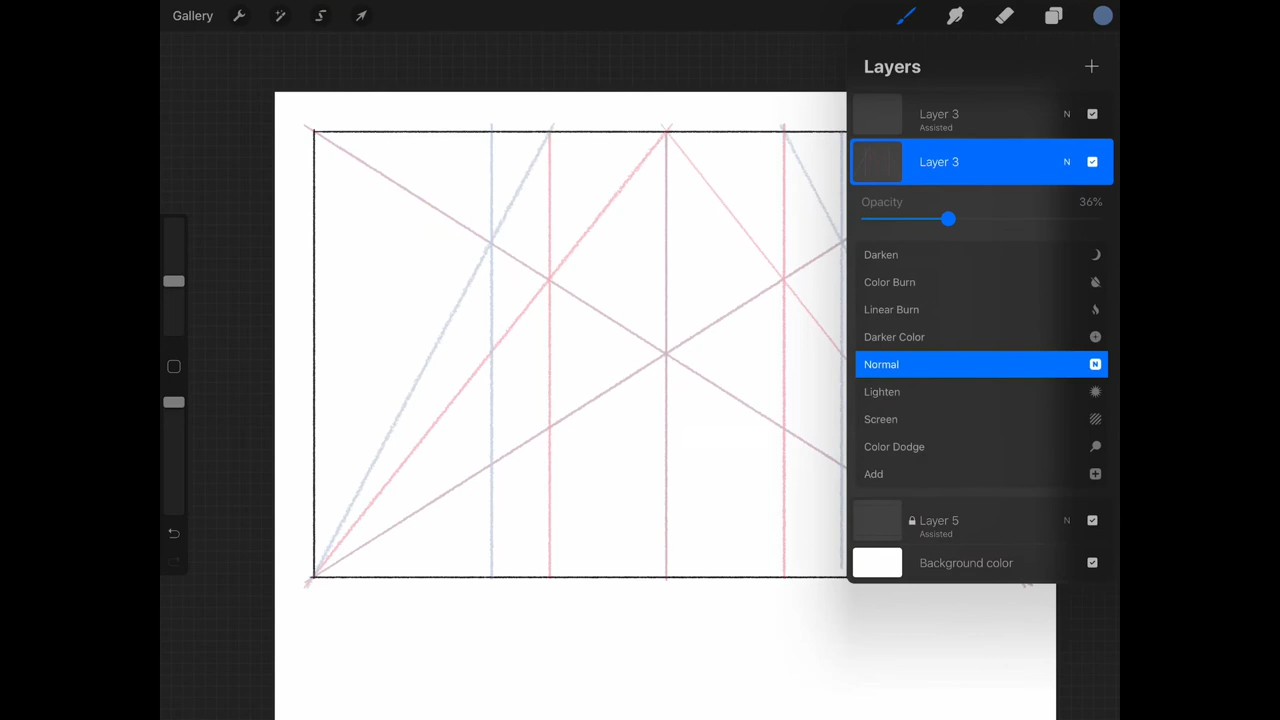 Gallery
Layers
Layer 3 N
Assisted
Layer 3 N
Opacity 36%
Darken
Color Burn
Linear Burn
Darker Color
Normal N
Lighten
Screen
Color Dodge
Add
Layer 5 N
Assisted
Background color